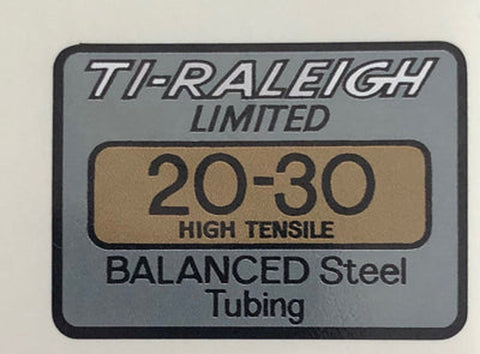 TI-RALEIGH
LIMITED
20-30
HIGH TENSILE
BALANCED Steel
Tubing